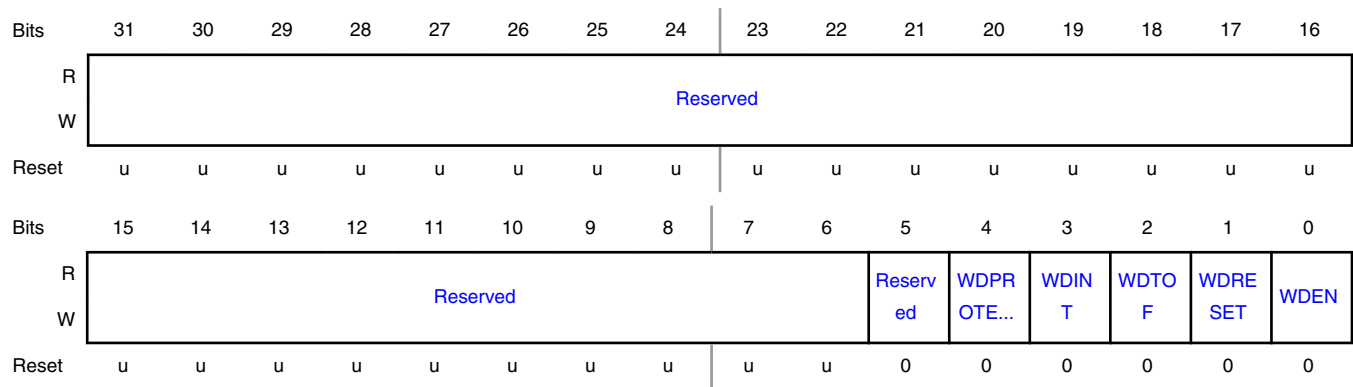 Bits 31 30 29 28 27 26 25 24 23 22 21 20 19 18 17 16
R
Reserved
W
Reset u u u u u u u u u u u u u u u u
Bits 15 14 13 12 11 10 9 8 7 6 5 4 3 2 1 0
R
Reserved Reserv WDPR WDIN WDTO WDRE WDEN
ed OTE... T F SET
W
Reset u u u u u u u u u u 0 0 0 0 0 0